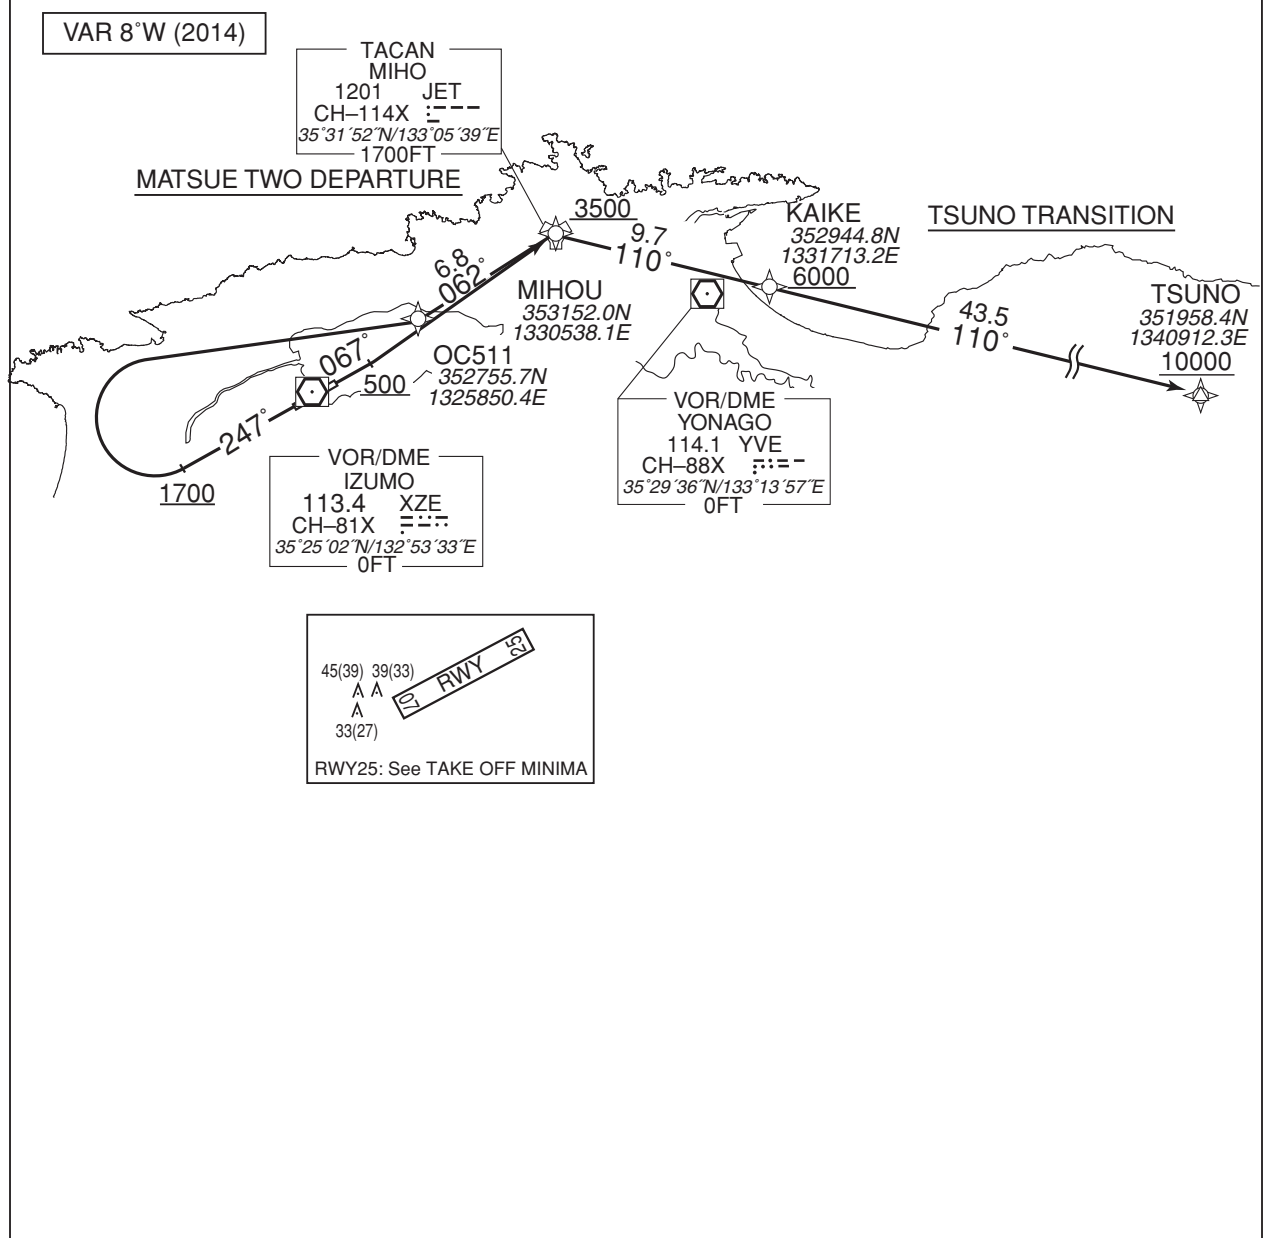 VAR 8°W (2014)
TACAN
MIHO
1201 JET
CH–114X
35°31´52˝N/133°05´39˝E
1700FT
MATSUE TWO DEPARTURE
3500
9.7
110°
KAIKE
352944.8N
1331713.2E
6000
TSUNO TRANSITION
6.8
062°
MIHOU
353152.0N
1330538.1E
43.5
110°
TSUNO
351958.4N
1340912.3E
10000
067°
OC511
352755.7N
1325850.4E
500
247°
1700
VOR/DME
IZUMO
113.4 XZE
CH–81X
35°25´02˝N/132°53´33˝E
0FT
VOR/DME
YONAGO
114.1 YVE
CH–88X
35°29´36˝N/133°13´57˝E
0FT
45(39) 39(33)
33(27)
07 RWY 25
RWY25: See TAKE OFF MINIMA